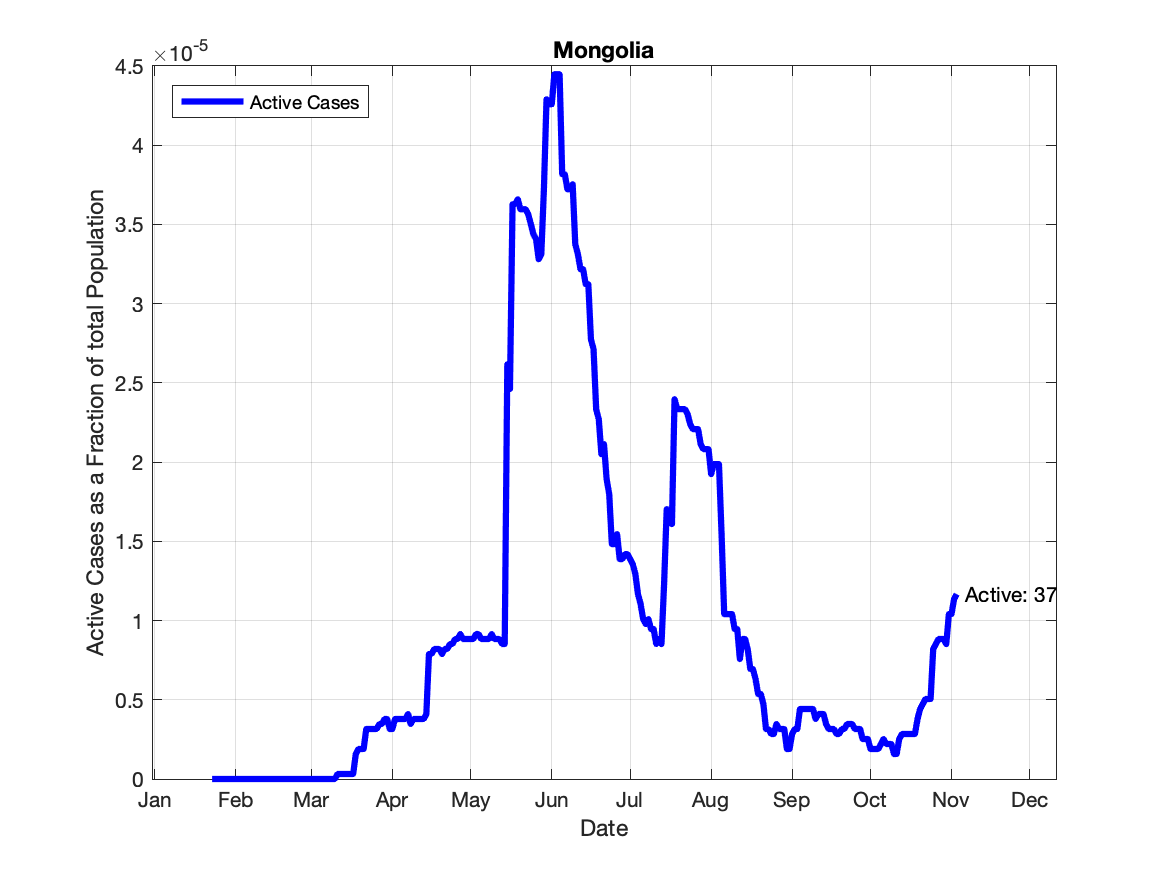 ×10-5
Mongolia
Active Cases
4.5
4
3.5
3
2.5
2
1.5
1
0.5
0
Active Cases as a Fraction of total Population
Active: 37
Jan Feb Mar Apr May Jun Jul Aug Sep Oct Nov Dec
Date